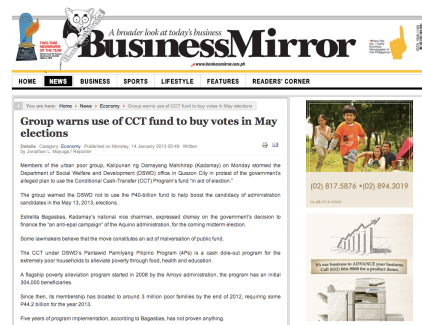 A broader look at today's business
BusinessMirror
www.businessmirror.com.ph
TWO-TIME
HOME NEWS BUSINESS SPORTS LIFESTYLE FEATURES READERS' CORNER
You are here: Home › News › Economy › Group warns use of CCT fund to buy votes in May elections
Group warns use of CCT fund to buy votes in May
elections
Details Category: Economy Published on Monday, 14 January 2013 20:49 Written
by Jonathan L. Mayuga / Reporter
Members of the urban poor group, Kalipunan ng Damayang Mahihirap (Kadamay) on Monday stormed the
Department of Social Welfare and Development (DSWD) office in Quezon City in protest of the government's
alleged plan to use the Conditional Cash-Transfer (CCT) Program's fund "in aid of election."
The group warned the DSWD not to use the P40-billion fund to help boost the candidacy of administration
candidates in the May 13, 2013, elections.
Estrella Bagasbas, Kadamay's national vice chairman, expressed dismay on the government's decision to
finance the "an anti-epal campaign" of the Aquino administration, for the coming midterm election.
Some lawmakers believe that the move constitutes an act of malversation of public fund.
The CCT under DSWD's Pantawid Pamilyang Pilipino Program (4Ps) is a cash dole-out program for the
extremely poor households to alleviate poverty through food, health and education.
A flagship poverty alleviation program started in 2008 by the Arroyo administration, the program has an initial
304,000 beneficiaries.
Since then, its membership has bloated to around 3 million poor families by the end of 2012, requiring some
P44.2 billion for the year 2013.
Five years of program implementation, according to Bagasbas, has not proven anything.
(02) 817.5876 • (02) 894.3019
It's our business to ADVANCE your business.
Call (632) 864-9000 for a product demo.